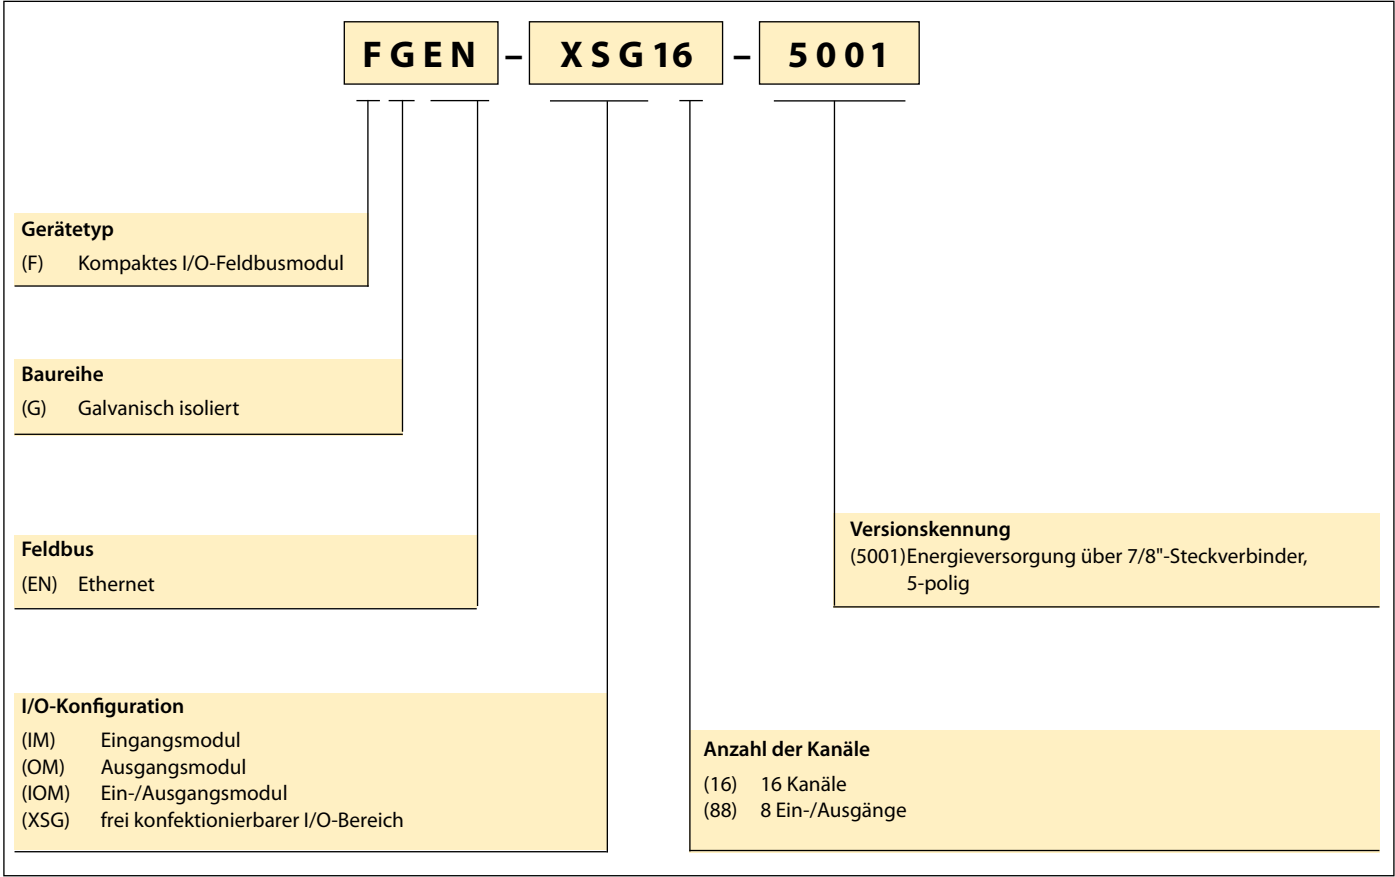 FGEN – XSG16 – 5001
Gerätetyp
(F) Kompaktes I/O-Feldbusmodul
Baureihe
(G) Galvanisch isoliert
Feldbus
(EN) Ethernet
Versionskennung
(5001) Energieversorgung über 7/8"-Steckverbinder,
5-polig
I/O-Konfiguration
(IM) Eingangsmodul
(OM) Ausgangsmodul
(IOM) Ein-/Ausgangsmodul
(XSG) frei konfektionierbarer I/O-Bereich
Anzahl der Kanäle
(16) 16 Kanäle
(88) 8 Ein-/Ausgänge